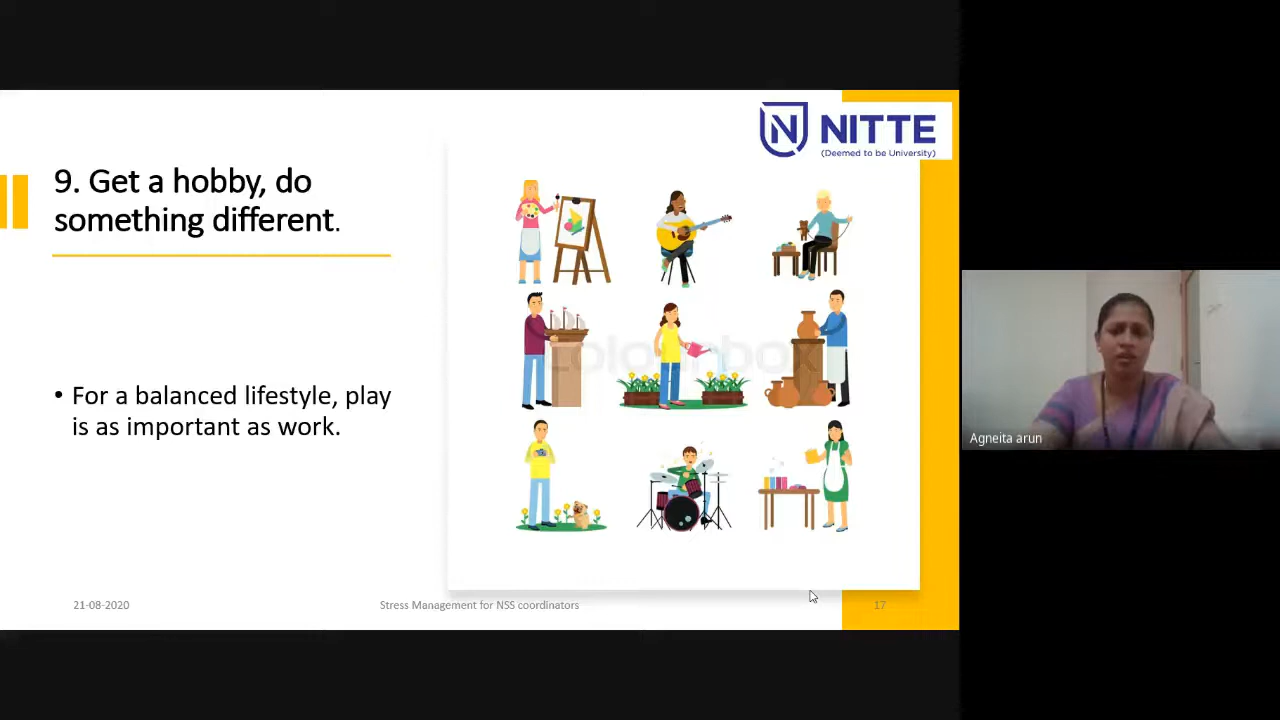 NITTE
(Deemed to be University)
9. Get a hobby, do
something different.
• For a balanced lifestyle, play
is as important as work.
colourbox
Agneita arun
21-08-2020
Stress Management for NSS coordinators
17